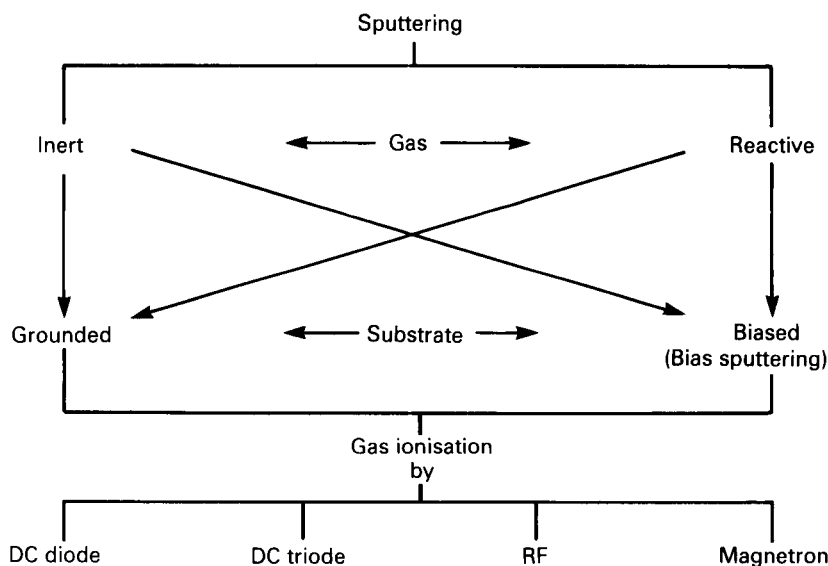 Sputtering
Inert
Gas
Reactive
Grounded
Substrate
Biased
(Bias sputtering)
Gas ionisation
by
DC diode
DC triode
RF
Magnetron